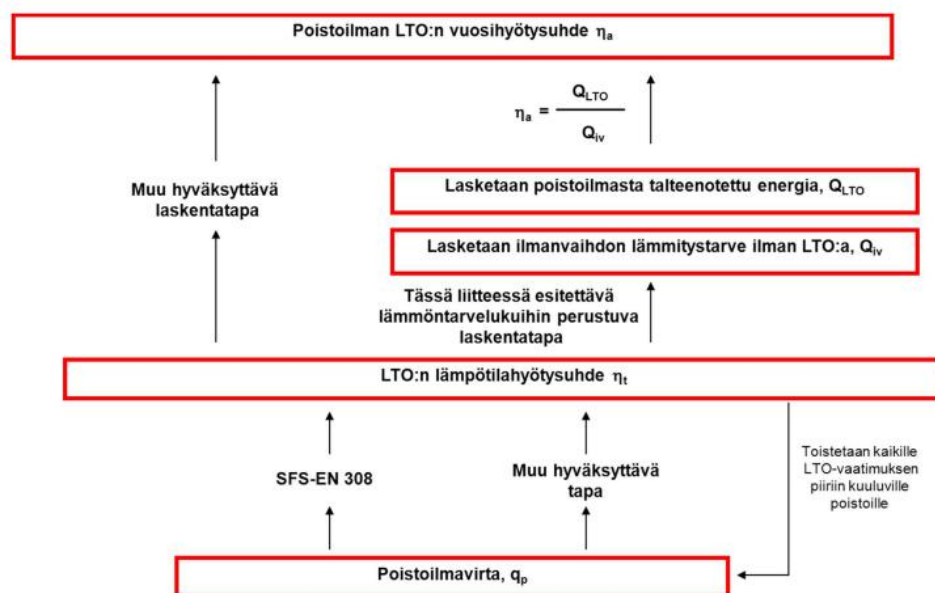 Poistoilman LTO:n vuosihyötysuhde ηa
ηa = QLTO
Qiv
Muu hyväksyttävä
laskentatapa
Lasketaan poistoilmasta talteenotettu energia, QLTO
Lasketaan ilmanvaihdon lämmitystarve ilman LTO:a, Qiv
Tässä liitteessä esitettävä
lämmöntarvelukuihin perustuva
laskentatapa
LTO:n lämpötilahyötysuhde ηt
SFS-EN 308
Muu hyväksyttävä
tapa
Toistetaan kaikille
LTO-vaatimuksen
piiriin kuuluville
poistoille
Poistoilmavirta, qp